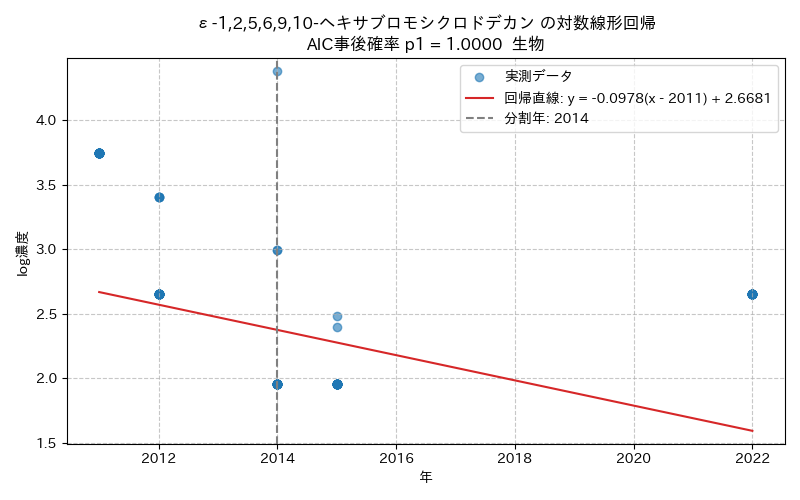 ε-1,2,5,6,9,10-ヘキサブロモシクロドデカン の対数線形回帰
AIC事後確率 p1 = 1.0000 生物
実測データ
回帰直線: y = -0.0978(x - 2011) + 2.6681
分割年: 2014
log濃度
4.0
3.5
3.0
2.5
2.0
1.5
2012
2014
2016
2018
2020
2022
年